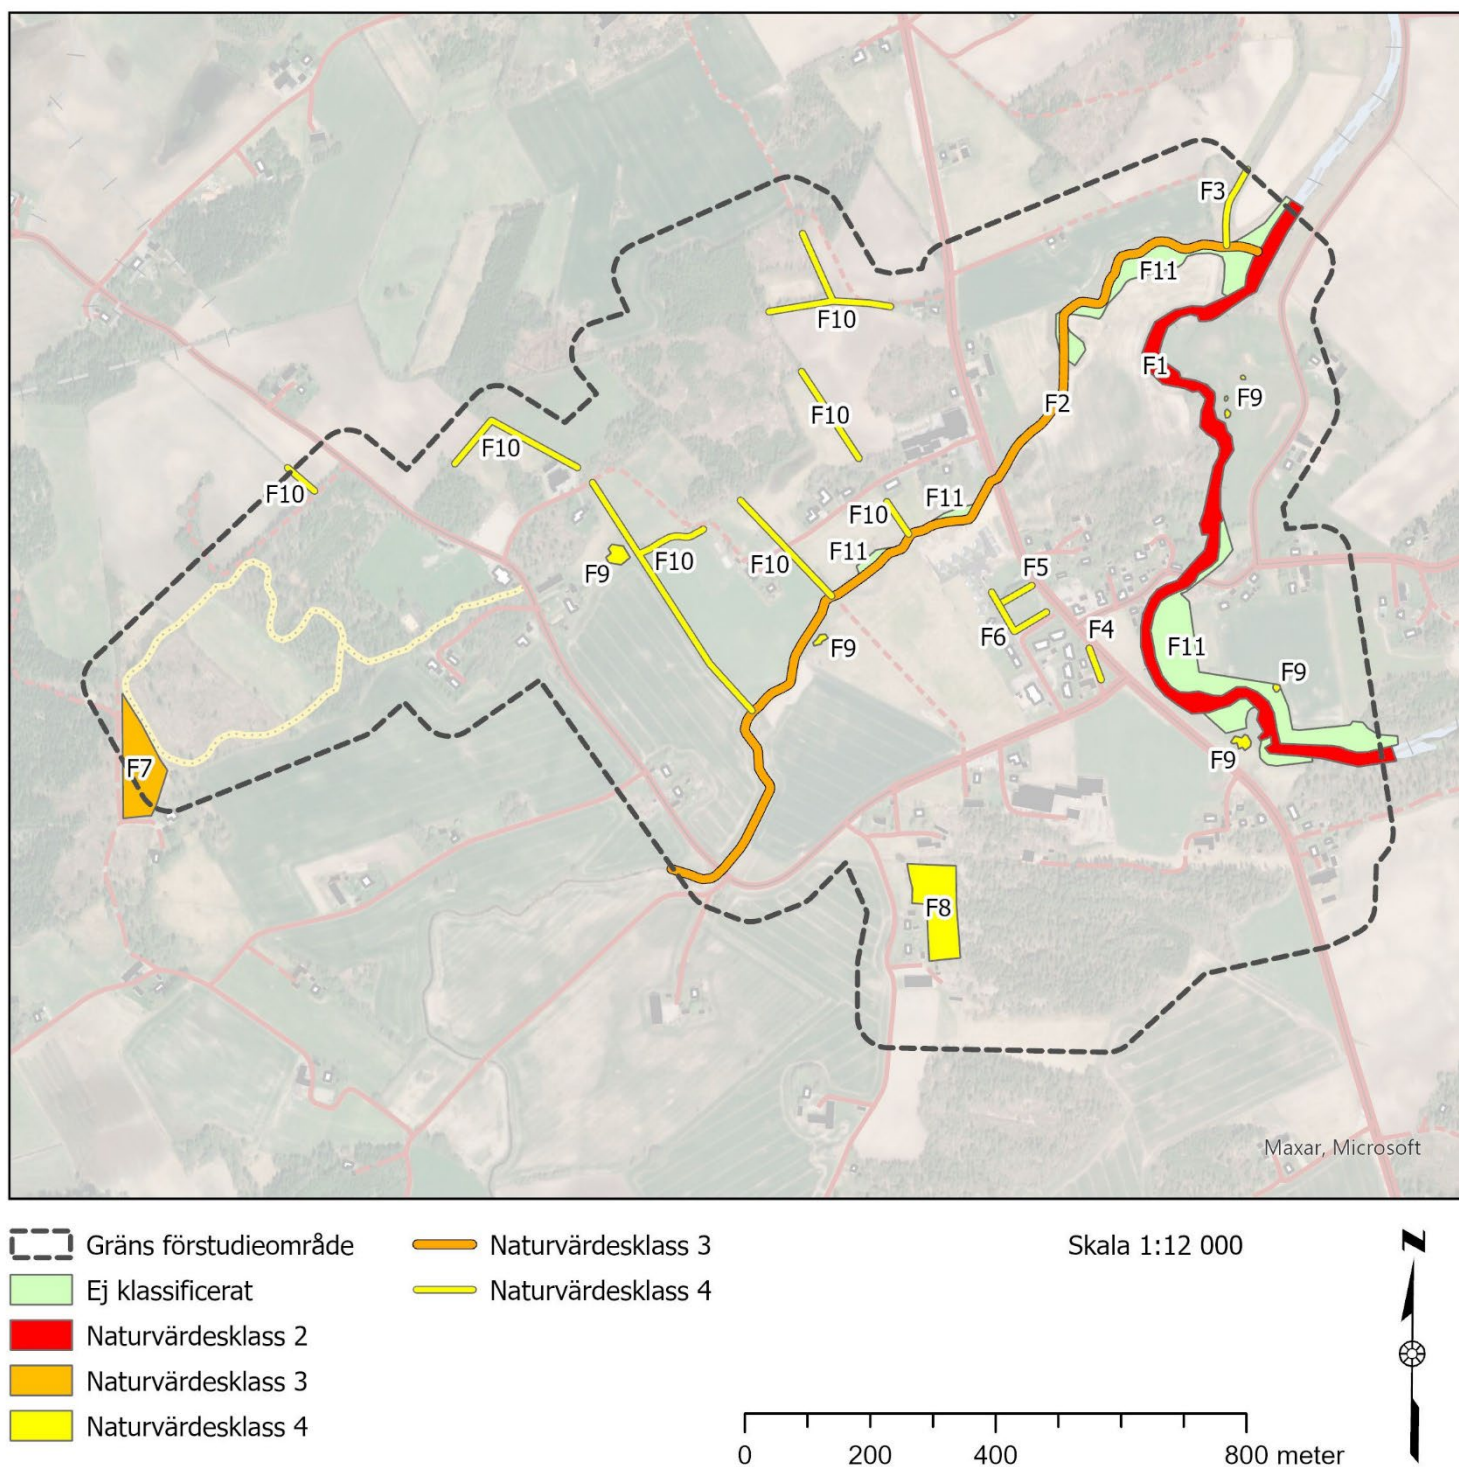 F3
F11
F10
F1
F10
F2
F9
F10
F10
F10
F11
F9
F10
F10
F11
F5
F6
F4
F9
F11
F9
F9
F7
F8
Maxar, Microsoft
Gräns förstudieområde
Ej klassificerat
Naturvärdesklass 2
Naturvärdesklass 3
Naturvärdesklass 4
Naturvärdesklass 3
Naturvärdesklass 4
Skala 1:12 000
N
0 200 400 800 meter